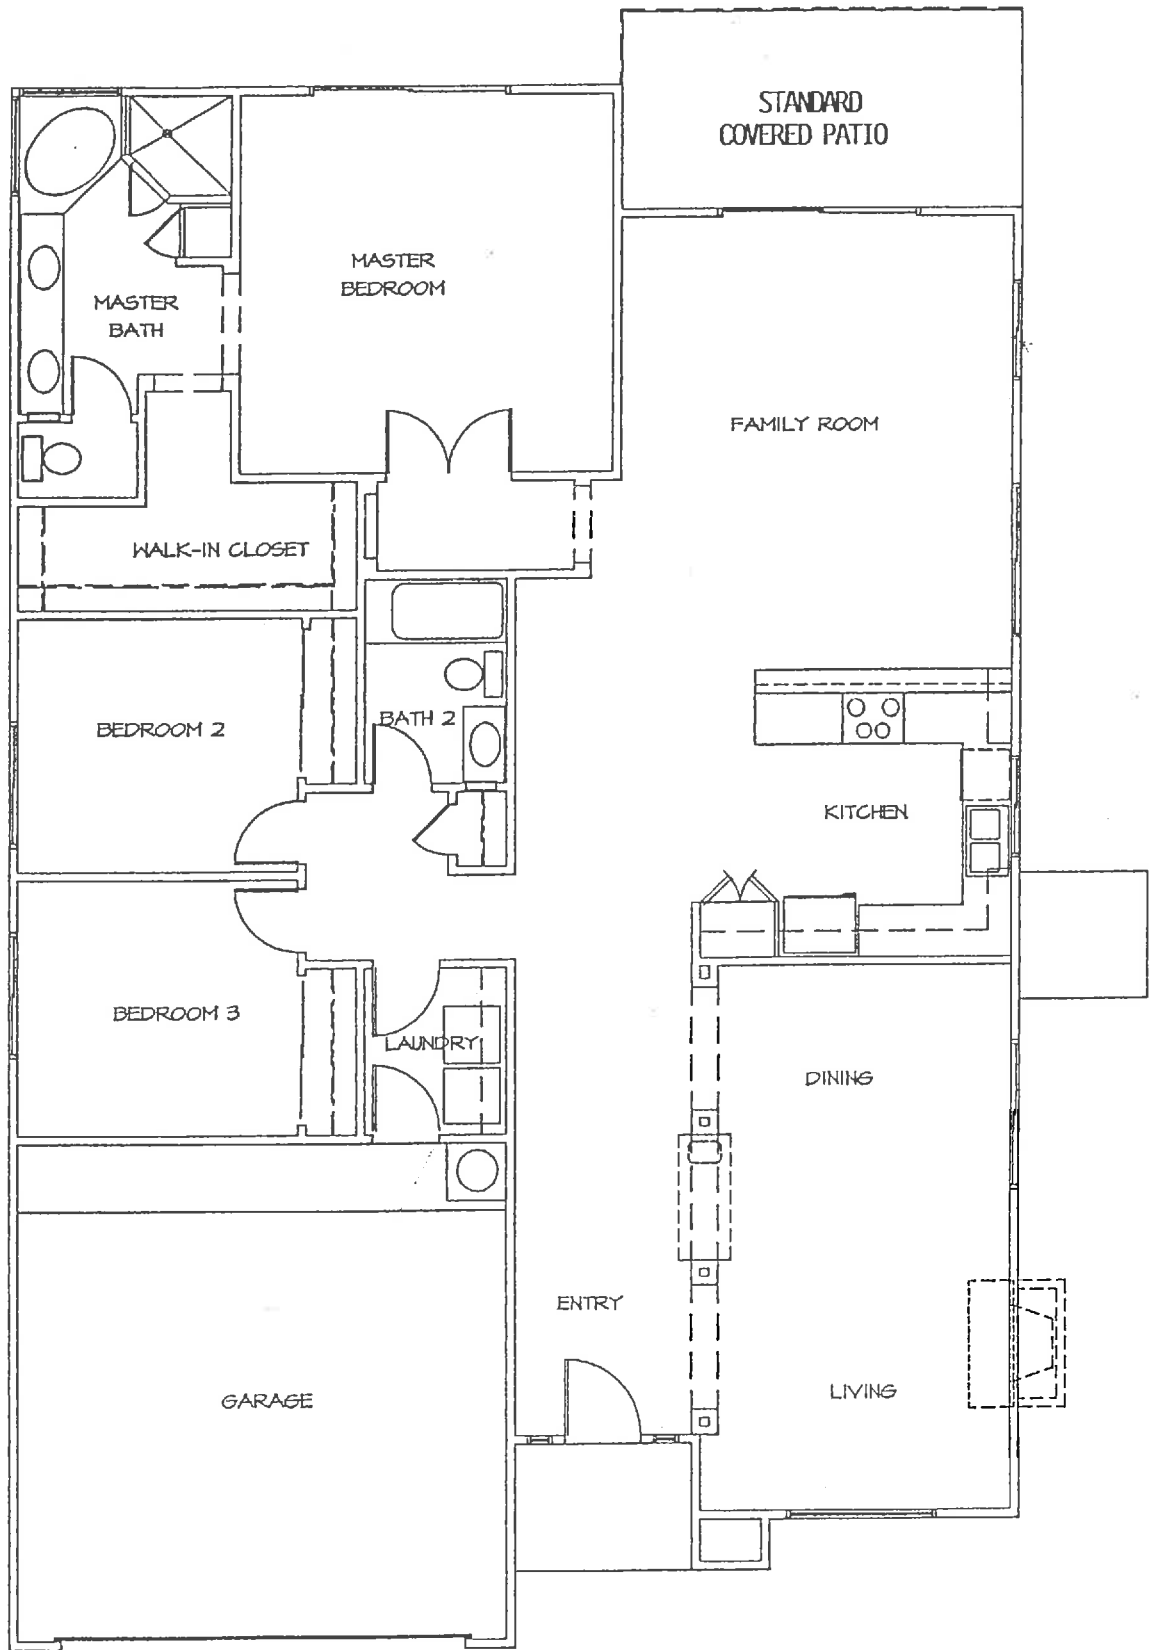 STANDARD
COVERED PATIO
MASTER
BEDROOM
MASTER
BATH
FAMILY ROOM
WALK-IN CLOSET
BATH 2
BEDROOM 2
KITCHEN
BEDROOM 3
LAUNDRY
DINING
ENTRY
LIVING
GARAGE